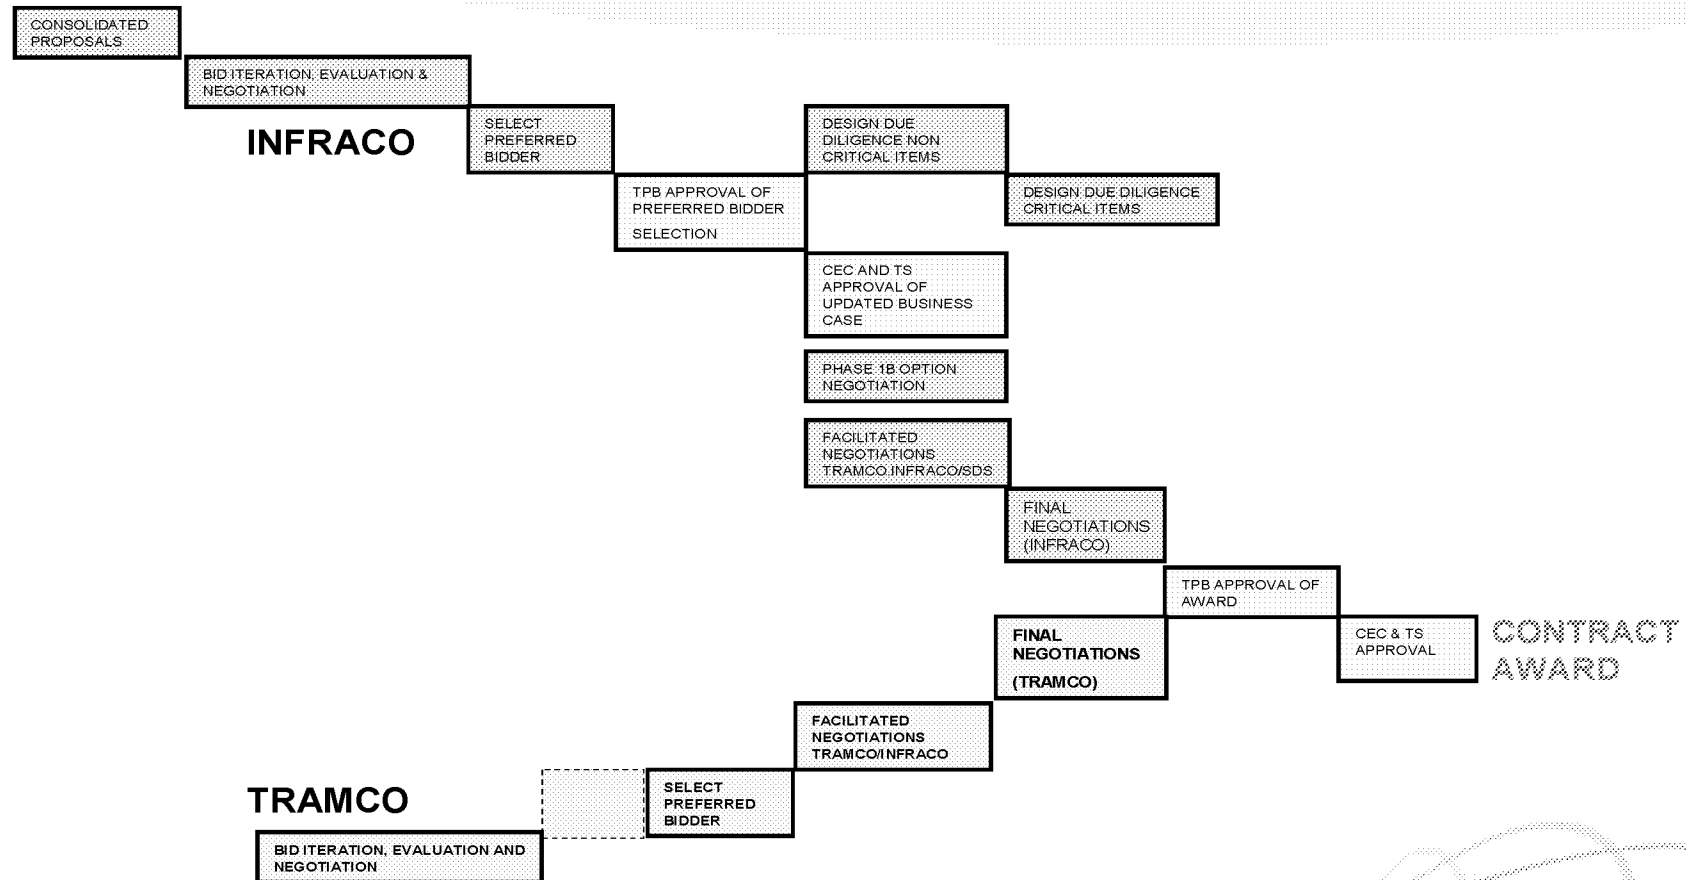 CONSOLIDATED
PROPOSALS
BID ITERATION, EVALUATION &
NEGOTIATION
INFRACO
SELECT
PREFERRED
BIDDER
DESIGN DUE
DILIGENCE NON
CRITICAL ITEMS
TPB APPROVAL OF
PREFERRED BIDDER
SELECTION
DESIGN DUE DILIGENCE
CRITICAL ITEMS
CEC AND TS
APPROVAL OF
UPDATED BUSINESS
CASE
PHASE 1B OPTION
NEGOTIATION
FACILITATED
NEGOTIATIONS
TRAMCO.INFRACO/SDS
FINAL
NEGOTIATIONS
(INFRACO)
TPB APPROVAL OF
AWARD
FINAL
NEGOTIATIONS
(TRAMCO)
CEC & TS
APPROVAL
CONTRACT
AWARD
FACILITATED
NEGOTIATIONS
TRAMCO/INFRACO
TRAMCO
SELECT
PREFERRED
BIDDER
BID ITERATION, EVALUATION AND
NEGOTIATION